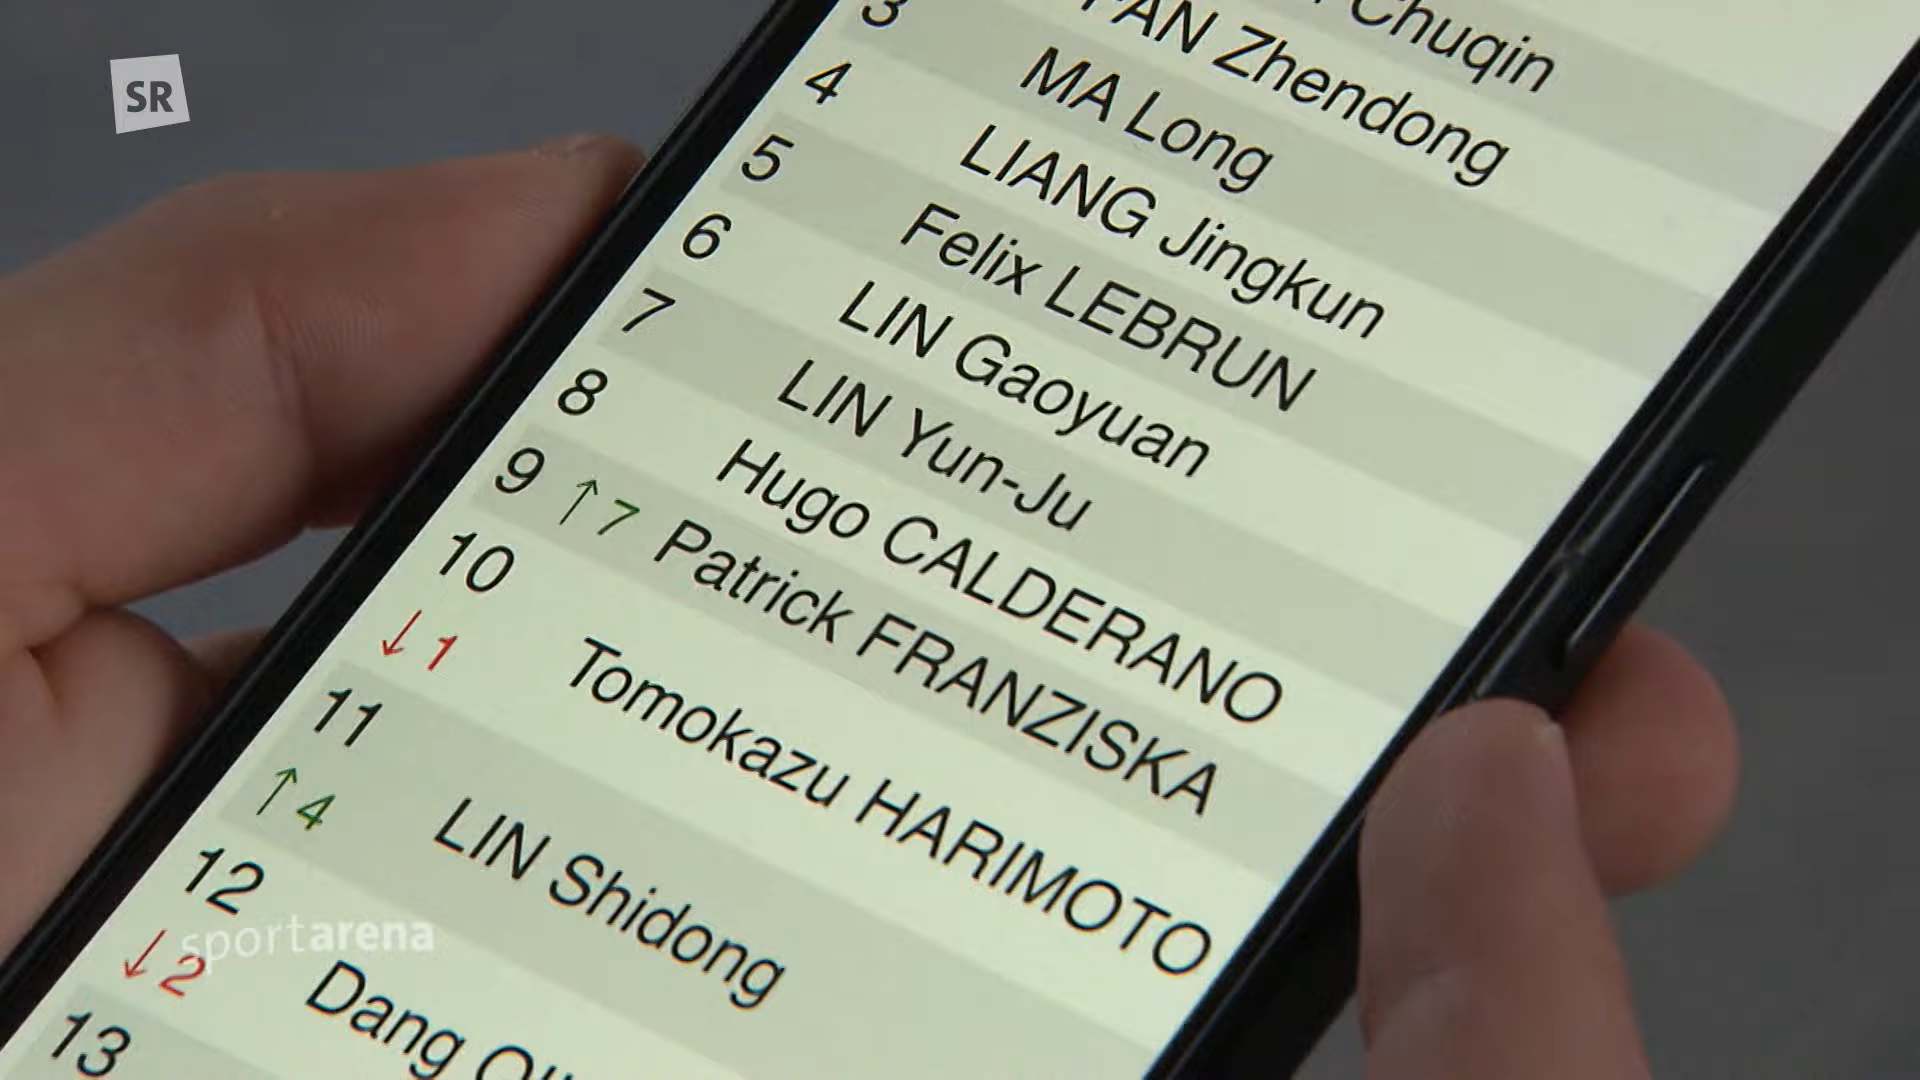 SR
Chuqin
FAN Zhendong
3 MA Long
4 LIANG Jingkun
5 Felix LEBRUN
6 LIN Gaoyuan
7 LIN Yun-Ju
8 Hugo CALDERANO
9 ↑7 Patrick FRANZISKA
10 ↓1 Tomokazu HARIMOTO
11 ↑4 LIN Shidong
12 ↓2 Dang
13
sportarena